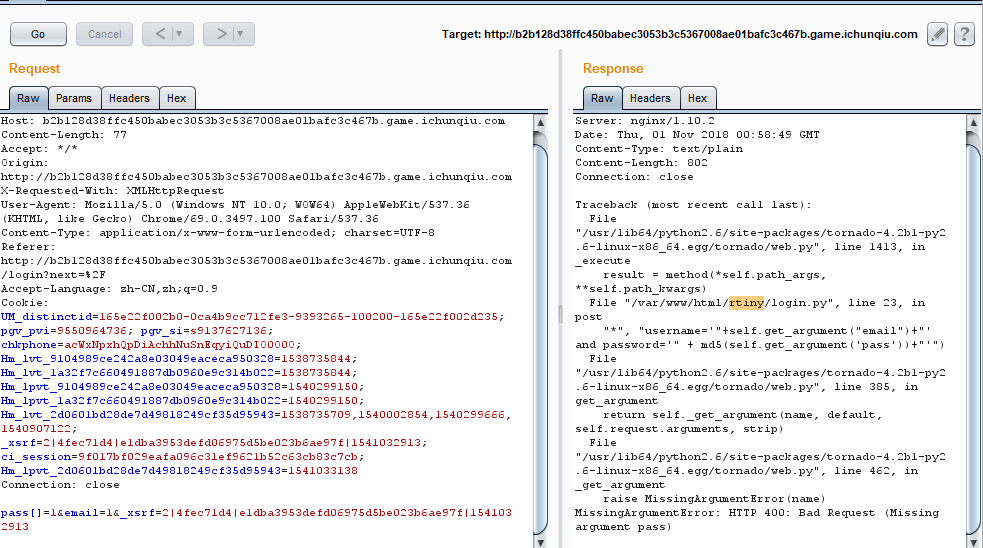 Go
Cancel
< | ▼
> | ▼
Target: http://b2b128d38ffc450babec3053b3c5367008ae01bafc3c467b.game.ichunqiu.com
?
Request
Raw Params Headers Hex
Host: b2b128d38ffc450babec3053b3c5367008ae01bafc3c467b.game.ichunqiu.com
Content-Length: 77
Accept: */*
Origin:
http://b2b128d38ffc450babec3053b3c5367008ae01bafc3c467b.game.ichunqiu.com
X-Requested-With: XMLHttpRequest
User-Agent: Mozilla/5.0 (Windows NT 10.0; WOW64) AppleWebKit/537.36
(KHTML, like Gecko) Chrome/69.0.3497.100 Safari/537.36
Content-Type: application/x-www-form-urlencoded; charset=UTF-8
Referer:
http://b2b128d38ffc450babec3053b3c5367008ae01bafc3c467b.game.ichunqiu.com
/login?next=%2F
Accept-Language: zh-CN,zh;q=0.9
Cookie:
UM_distinctid=165e22f002b0-0ca4b9cc712fe3-9393265-100200-165e22f002d235;
pgv_pvi=9550964736; pgv_si=s9137627136;
chkphone=acWxNpxhQpDiAchhNuSnEqyiQuDIO0000;
Hm_lvt_9104989ce242a8e03049eaceca950328=1538735844;
Hm_lvt_1a32f7c660491887db0960e9c314b022=1538735844;
Hm_lpvt_9104989ce242a8e03049eaceca950328=1540299150;
Hm_lpvt_1a32f7c660491887db0960e9c314b022=1540299150;
Hm_lvt_2d0601bd28de7d49818249cf35d95943=1538735709,1540002854,1540299666,
1540907122;
_xsrf=2|4fec71d4|e1dba3953defd06975d5be023b6ae97f|1541032913;
ci_session=9f017bf029eafa096c31ef9621b52c63cb83c7cb;
Hm_lpvt_2d0601bd28de7d49818249cf35d95943=1541033138
Connection: close
pass[]=1&email=1&_xsrf=2|4fec71d4|e1dba3953defd06975d5be023b6ae97f|154103
2913
Response
Raw Headers Hex
Server: nginx/1.10.2
Date: Thu, 01 Nov 2018 00:58:49 GMT
Content-Type: text/plain
Content-Length: 802
Connection: close
Traceback (most recent call last):
File
"/usr/lib64/python2.6/site-packages/tornado-4.2b1-py2
.6-linux-x86_64.egg/tornado/web.py", line 1413, in
_execute
result = method(*self.path_args,
**self.path_kwargs)
File "/var/www/html/rtiny/login.py", line 23, in
post
"*", "username='"+self.get_argument("email")+"'
and password='" + md5(self.get_argument('pass'))+"'")
File
"/usr/lib64/python2.6/site-packages/tornado-4.2b1-py2
.6-linux-x86_64.egg/tornado/web.py", line 385, in
get_argument
return self._get_argument(name, default,
self.request.arguments, strip)
File
"/usr/lib64/python2.6/site-packages/tornado-4.2b1-py2
.6-linux-x86_64.egg/tornado/web.py", line 462, in
_get_argument
raise MissingArgumentError(name)
MissingArgumentError: HTTP 400: Bad Request (Missing
argument pass)